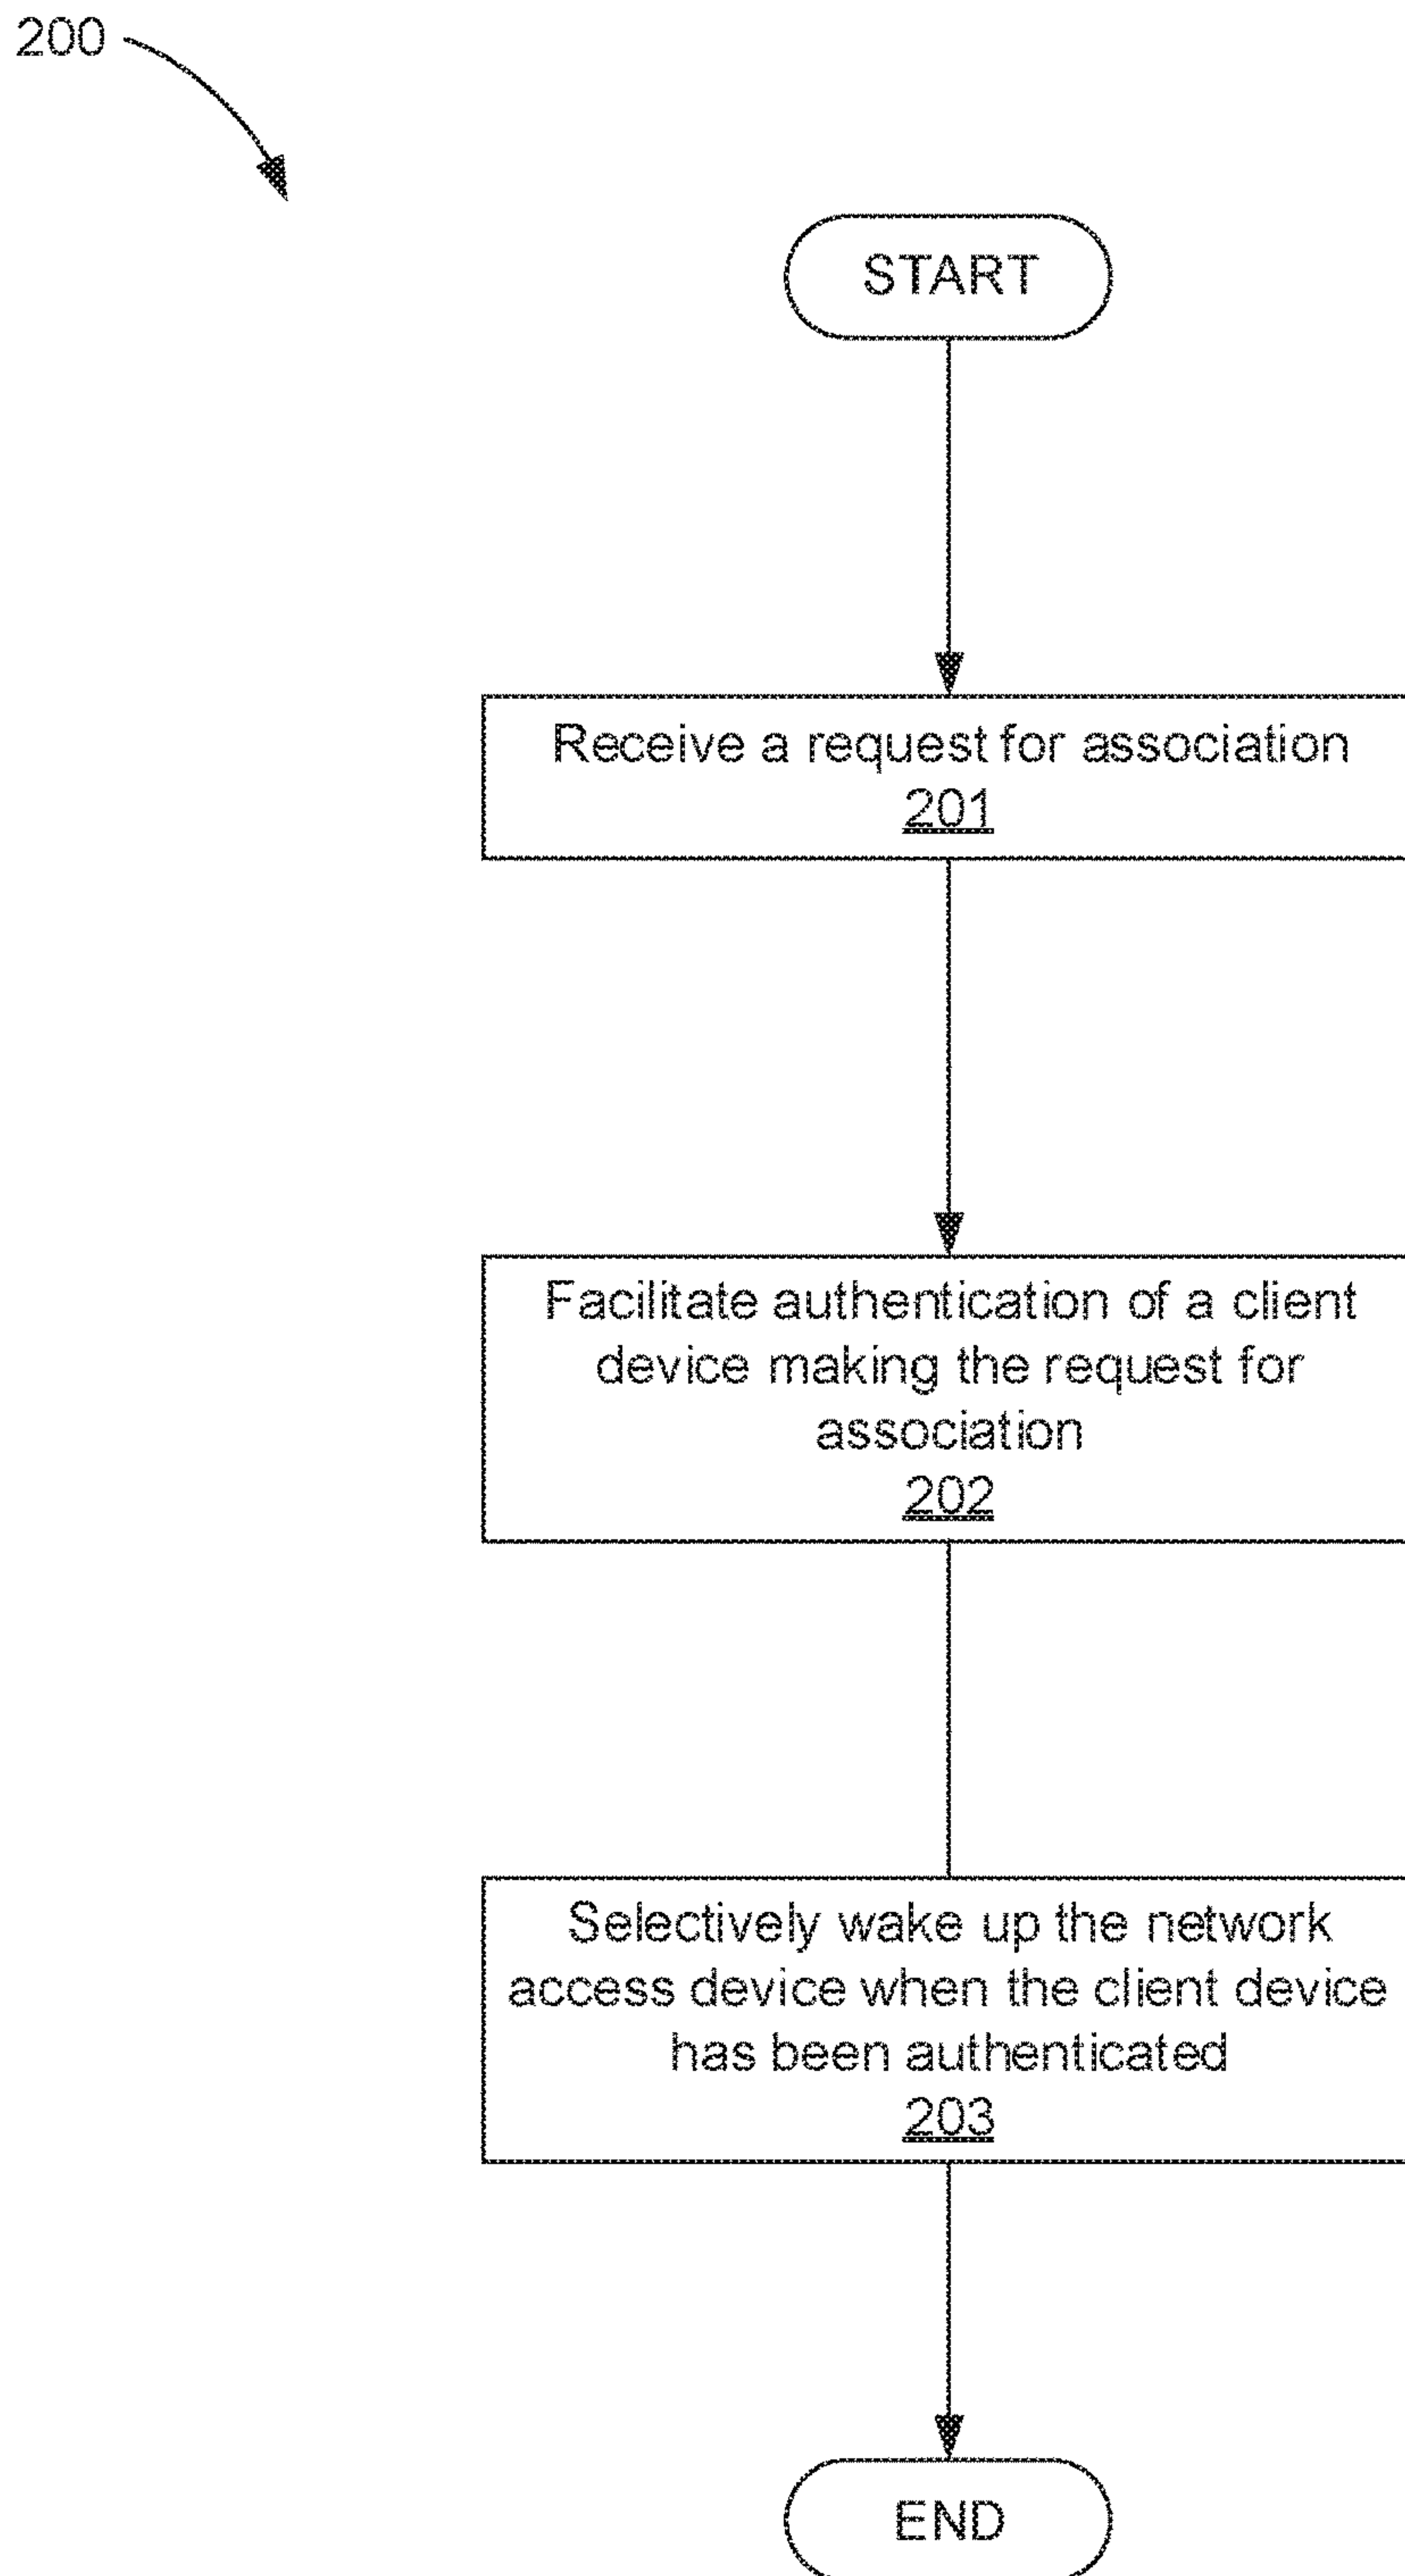 200
START
Receive a request for association
201
Facilitate authentication of a client
device making the request for
association
202
Selectively wake up the network
access device when the client device
has been authenticated
203
END